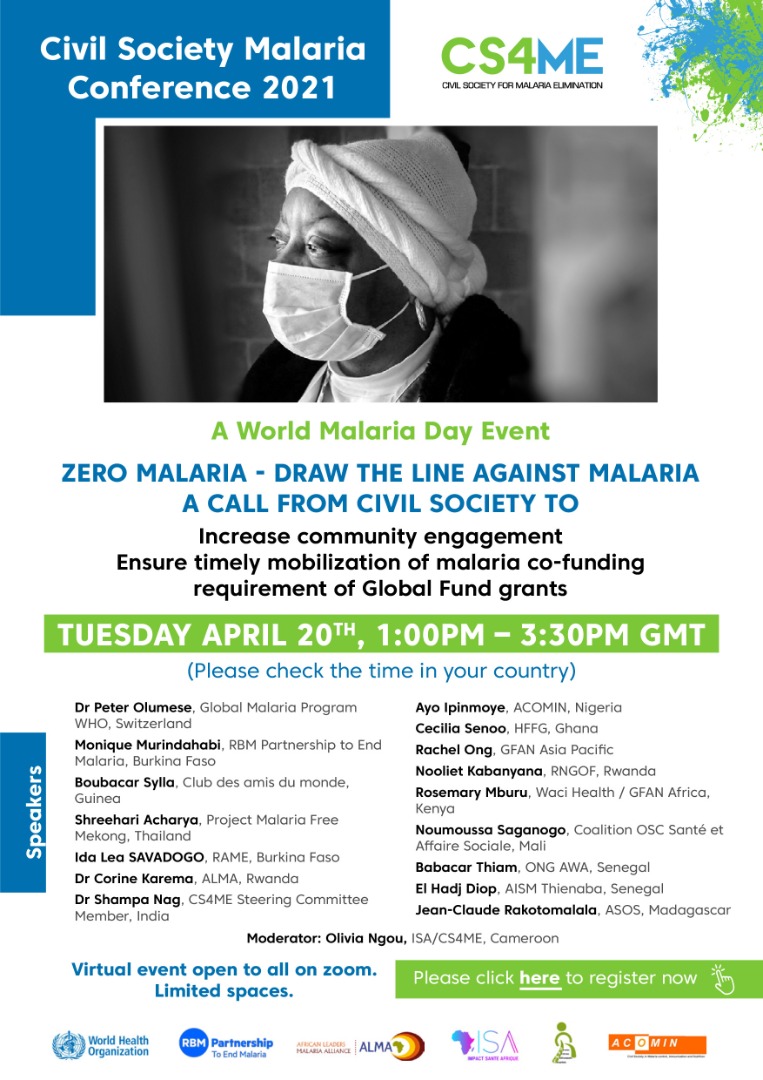 Civil Society Malaria
Conference 2021
CS4ME
CIVIL SOCIETY FOR MALARIA ELIMINATION
A World Malaria Day Event
ZERO MALARIA - DRAW THE LINE AGAINST MALARIA
A CALL FROM CIVIL SOCIETY TO
Increase community engagement
Ensure timely mobilization of malaria co-funding
requirement of Global Fund grants
TUESDAY APRIL 20TH, 1:00PM – 3:30PM GMT
(Please check the time in your country)
Speakers
Dr Peter Olumese, Global Malaria Program
WHO, Switzerland
Monique Murindahabi, RBM Partnership to End
Malaria, Burkina Faso
Boubacar Sylla, Club des amis du monde,
Guinea
Shreehari Acharya, Project Malaria Free
Mekong, Thailand
Ida Lea SAVADOGO, RAME, Burkina Faso
Dr Corine Karema, ALMA, Rwanda
Dr Shampa Nag, CS4ME Steering Committee
Member, India
Ayo Ipinmoye, ACOMIN, Nigeria
Cecilia Senoo, HFFG, Ghana
Rachel Ong, GFAN Asia Pacific
Nooliet Kabanyana, RNGOF, Rwanda
Rosemary Mburu, Waci Health / GFAN Africa,
Kenya
Noumoussa Saganogo, Coalition OSC Santé et
Affaire Sociale, Mali
Babacar Thiam, ONG AWA, Senegal
El Hadj Diop, AISM Thienaba, Senegal
Jean-Claude Rakotomalala, ASOS, Madagascar
Moderator: Olivia Ngou, ISA/CS4ME, Cameroon
Virtual event open to all on zoom.
Limited spaces.
Please click here to register now
World Health
Organization
RBM Partnership
To End Malaria
AFRICAN LEADERS
MALARIA ALLIANCE
ALMA
ISA
IMPACT SANTE AFRIQUE
ACOMIN